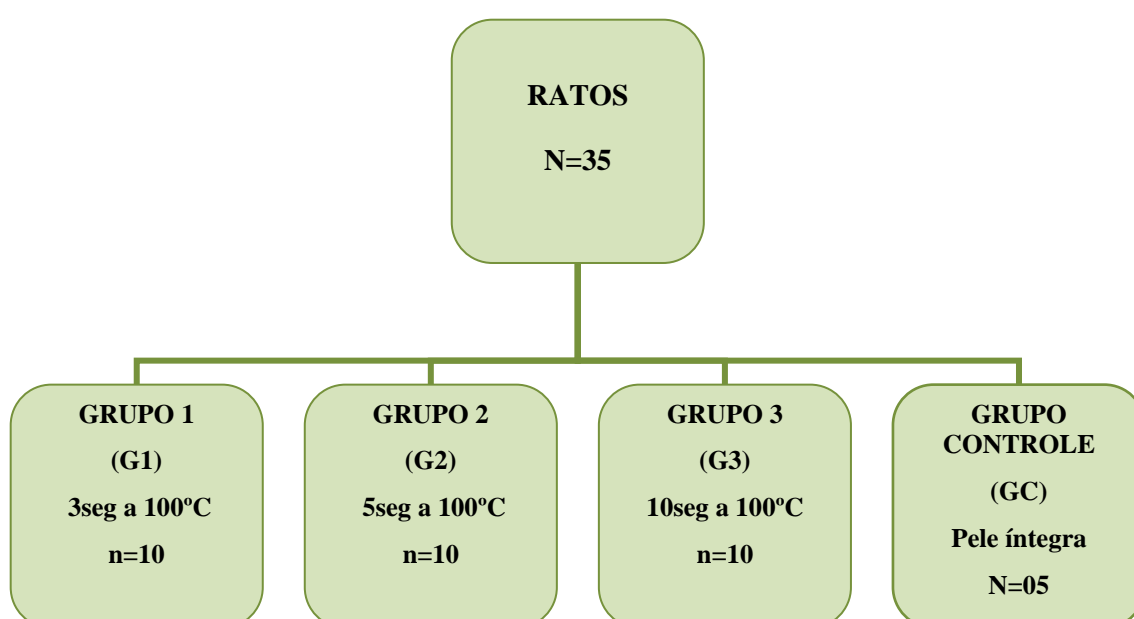 RATOS
N=35
GRUPO 1
(G1)
3seg a 100ºC
n=10
GRUPO 2
(G2)
5seg a 100ºC
n=10
GRUPO 3
(G3)
10seg a 100ºC
n=10
GRUPO
CONTROLE
(GC)
Pele íntegra
N=05